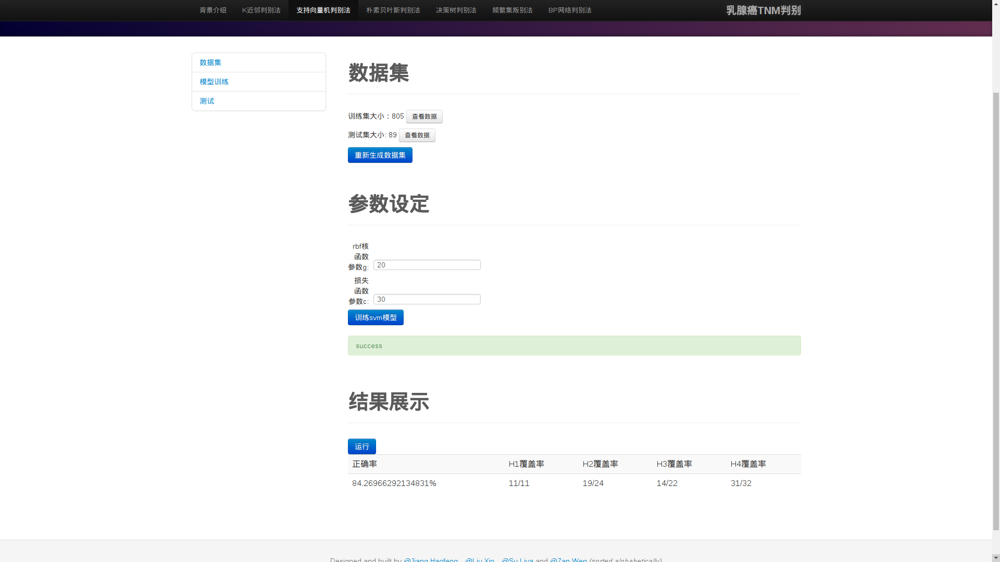 背景介绍 K近邻判别法 支持向量机判别法 朴素贝叶斯判别法 决策树判别法 频繁集叛别法 BP网络判别法 乳腺癌TNM判别
数据集
模型训练
测试
数据集
训练集大小：805 查看数据
测试集大小: 89 查看数据
重新生成数据集
参数设定
rbf核
函数
参数g: 20
损失
函数
参数c: 30
训练svm模型
success
结果展示
运行
正确率 H1覆盖率 H2覆盖率 H3覆盖率 H4覆盖率
84.26966292134831% 11/11 19/24 14/22 31/32
Designed and built by @Jiang Haofeng @Liu Xin @Su Liya and @Zan Wen (sorted alphabetically)